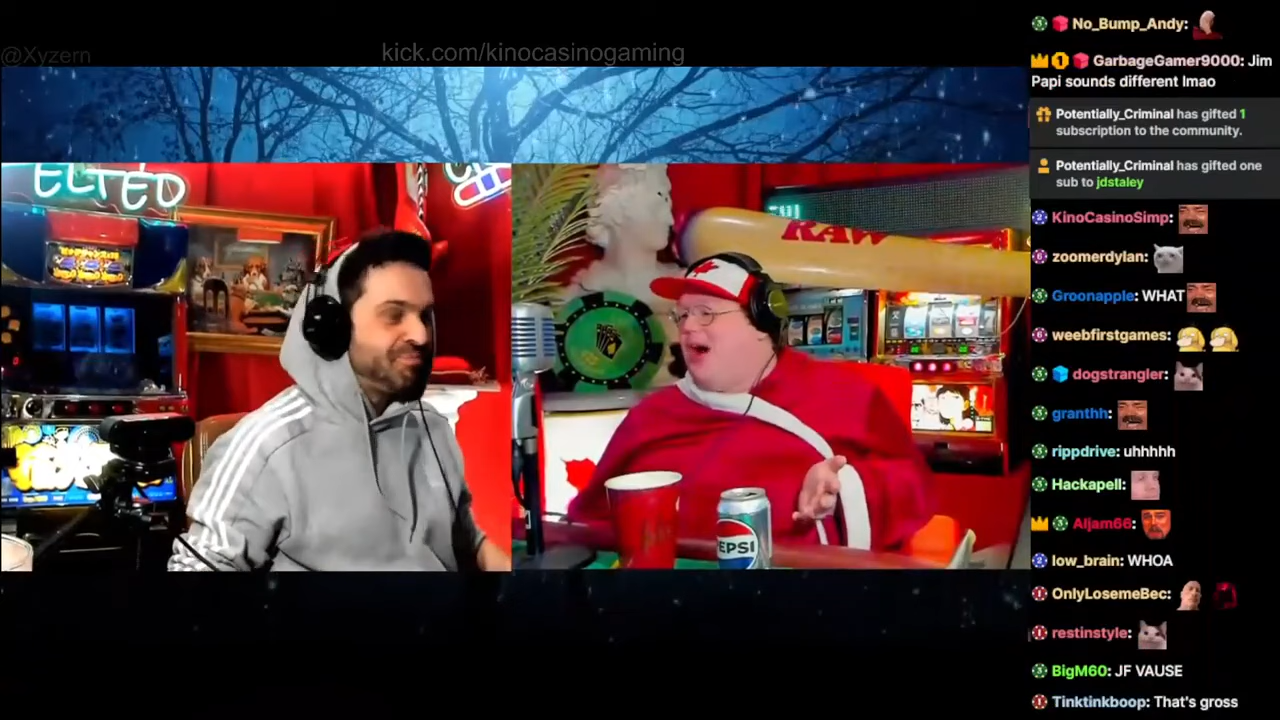 @Xyzern
kick.com/kinocasinogaming
ELTED
RAW
PEPSI
No_Bump_Andy:
GarbageGamer9000: Jim
Papi sounds different lmao
Potentially_Criminal has gifted 1
subscription to the community.
Potentially_Criminal has gifted one
sub to jdstaley
KinoCasinoSimp:
zoomerdylan:
Groonapple: WHAT
weebfirstgames:
dogstrangler:
granthh:
rippdrive: uhhhhh
Hackapell:
Aljam66:
low_brain: WHOA
OnlyLosemeBec:
restinstyle:
BigM60: JF VAUSE
Tinktinkboop: That's gross